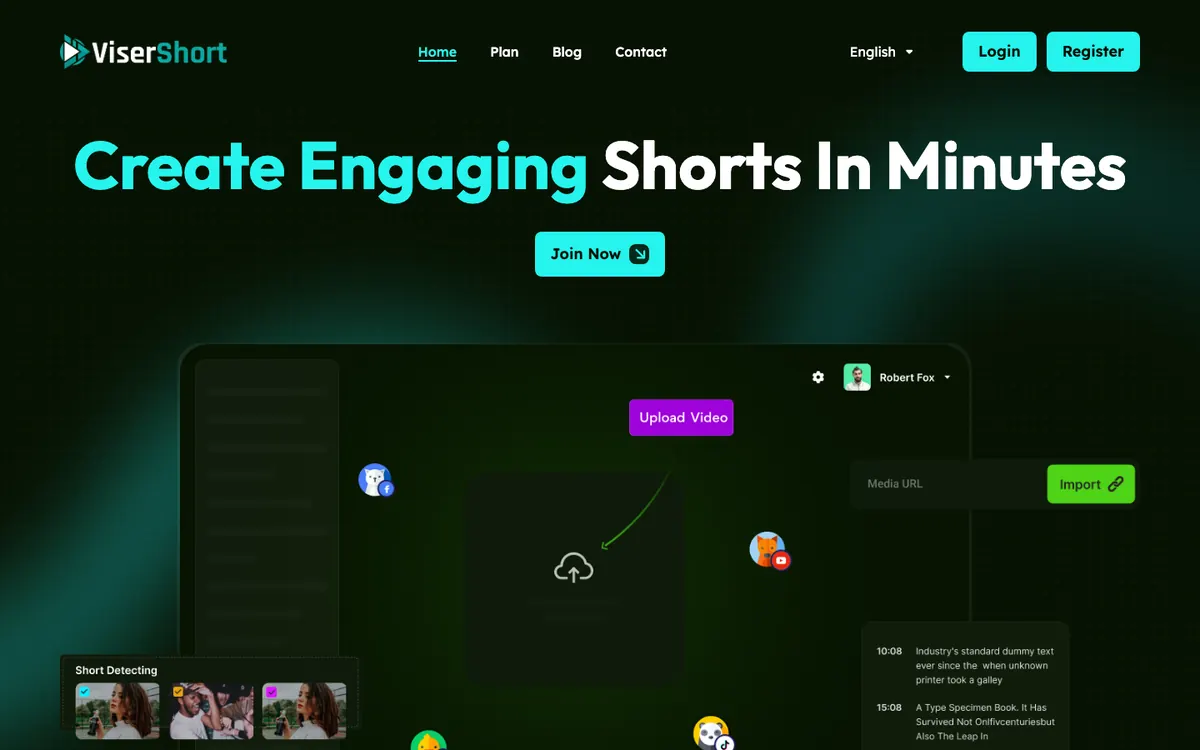 ViserShort
Home
Plan
Blog
Contact
English
Login
Register
Create Engaging Shorts In Minutes
Join Now
Robert Fox
Upload Video
Media URL
Import
Short Detecting
10:08
Industry's standard dummy text
ever since the when unknown
printer took a galley
15:08
A Type Specimen Book. It Has
Survived Not Onlfivcenturiesbut
Also The Leap In